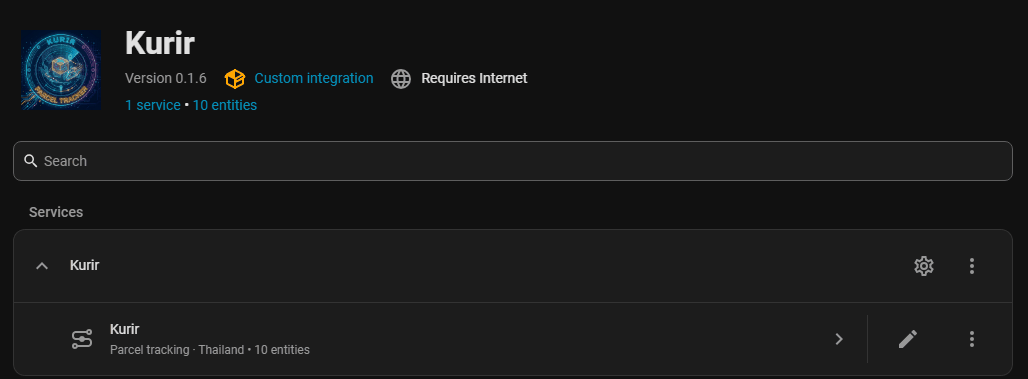 KURIR
PARCEL TRACKER
Kurir
Version 0.1.6 Custom integration Requires Internet
1 service • 10 entities
Search
Services
Kurir
Kurir
Parcel tracking · Thailand • 10 entities